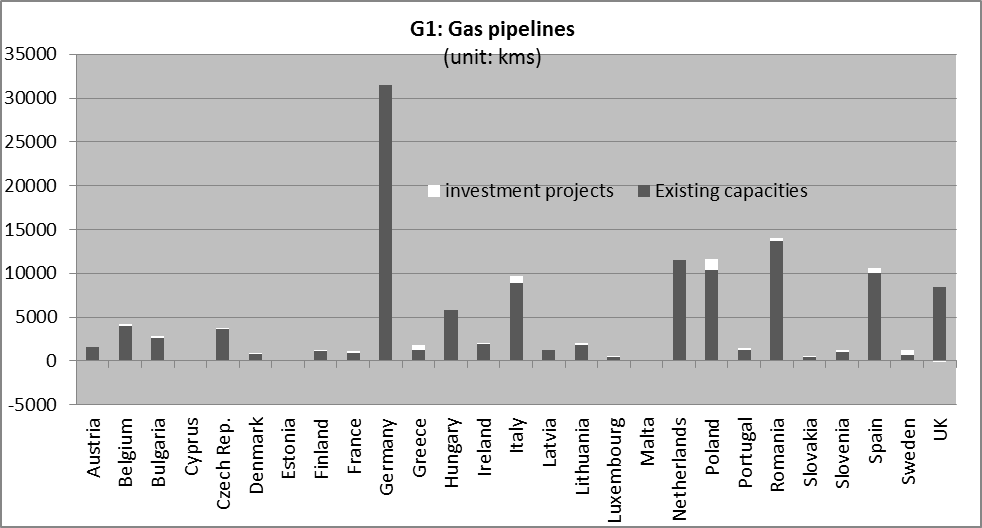 G1: Gas pipelines
(unit: kms)
35000
30000
25000
20000
15000
10000
5000
0
-5000
investment projects Existing capacities
Austria
Belgium
Bulgaria
Cyprus
Czech Rep.
Denmark
Estonia
Finland
France
Germany
Greece
Hungary
Ireland
Italy
Latvia
Lithuania
Luxembourg
Malta
Netherlands
Poland
Portugal
Romania
Slovakia
Slovenia
Spain
Sweden
UK